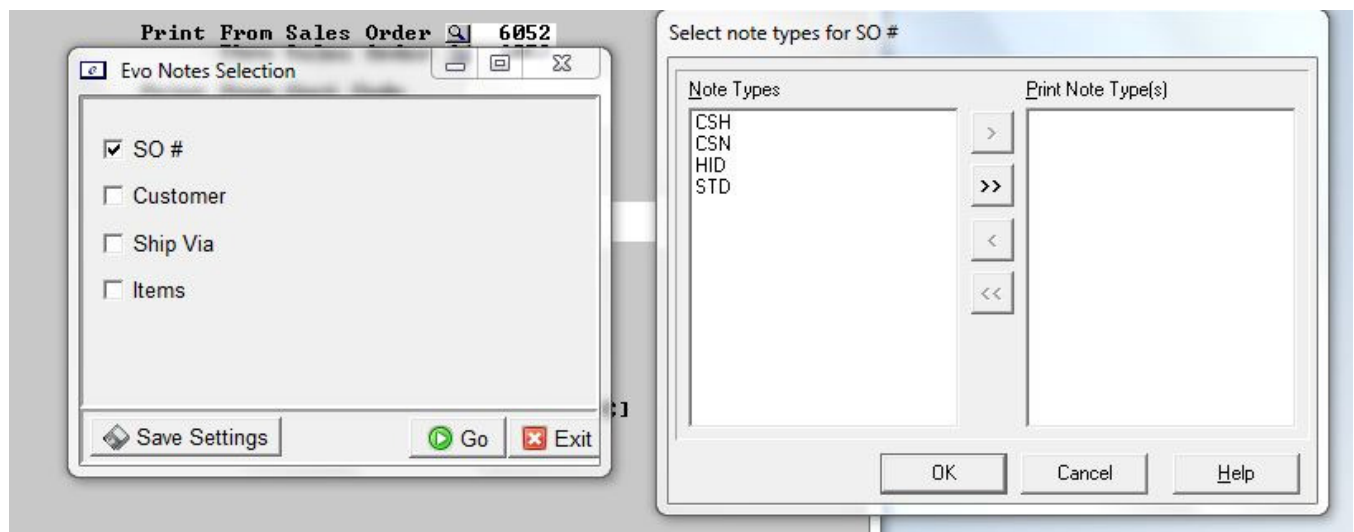 Print From Sales Order 6052
Evo Notes Selection
SO #
Customer
Ship Via
Items
Save Settings
Go
Exit
Select note types for SO #
Note Types
Print Note Type(s)
CSH
CSN
HID
STD
>
>>
<
<<
OK
Cancel
Help